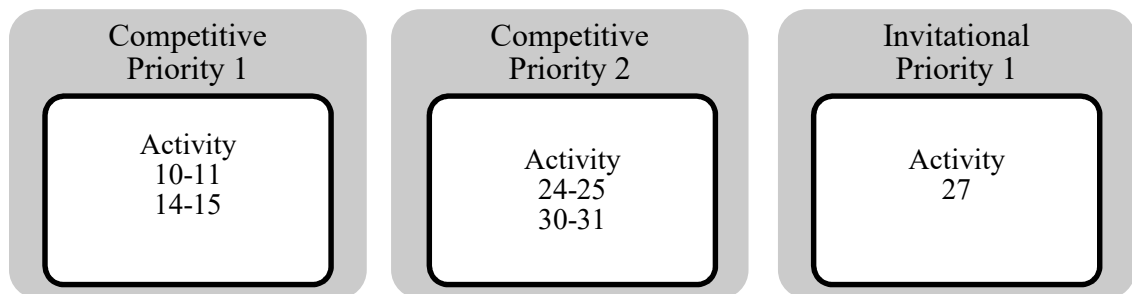 Competitive
Priority 1
Activity
10-11
14-15
Competitive
Priority 2
Activity
24-25
30-31
Invitational
Priority 1
Activity
27